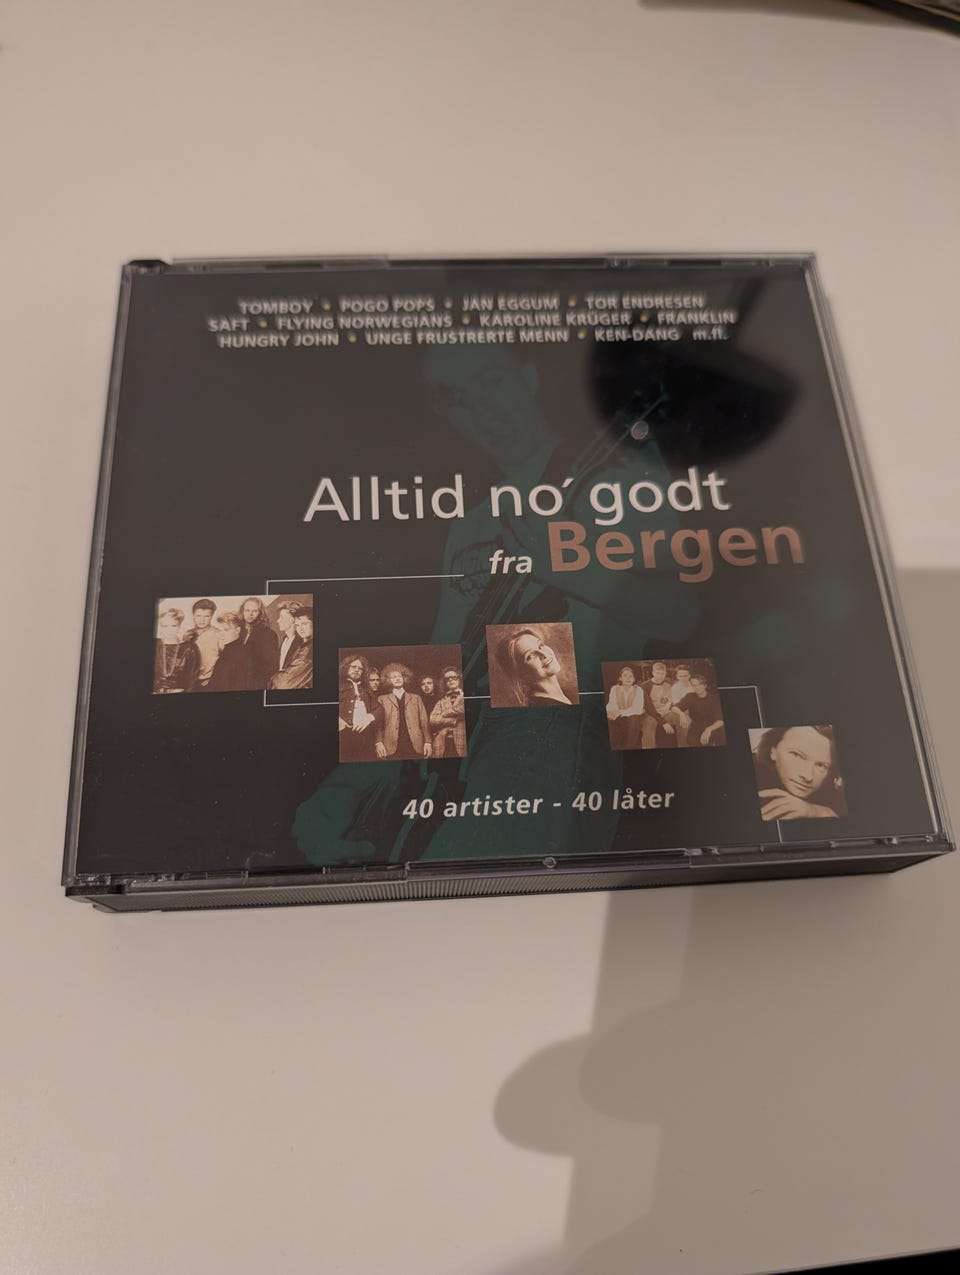 TOMBOY • POGO POPS • JAN EGGUM • TOR ENDRESEN
SAFT • FLYING NORWEGIANS • KAROLINE KRÜGER • FRANKLIN
HUNGRY JOHN • UNGE FRUSTRERTE MENN • KEN-DANG m.fl.
Alltid no´ godt
fra Bergen
40 artister - 40 låter